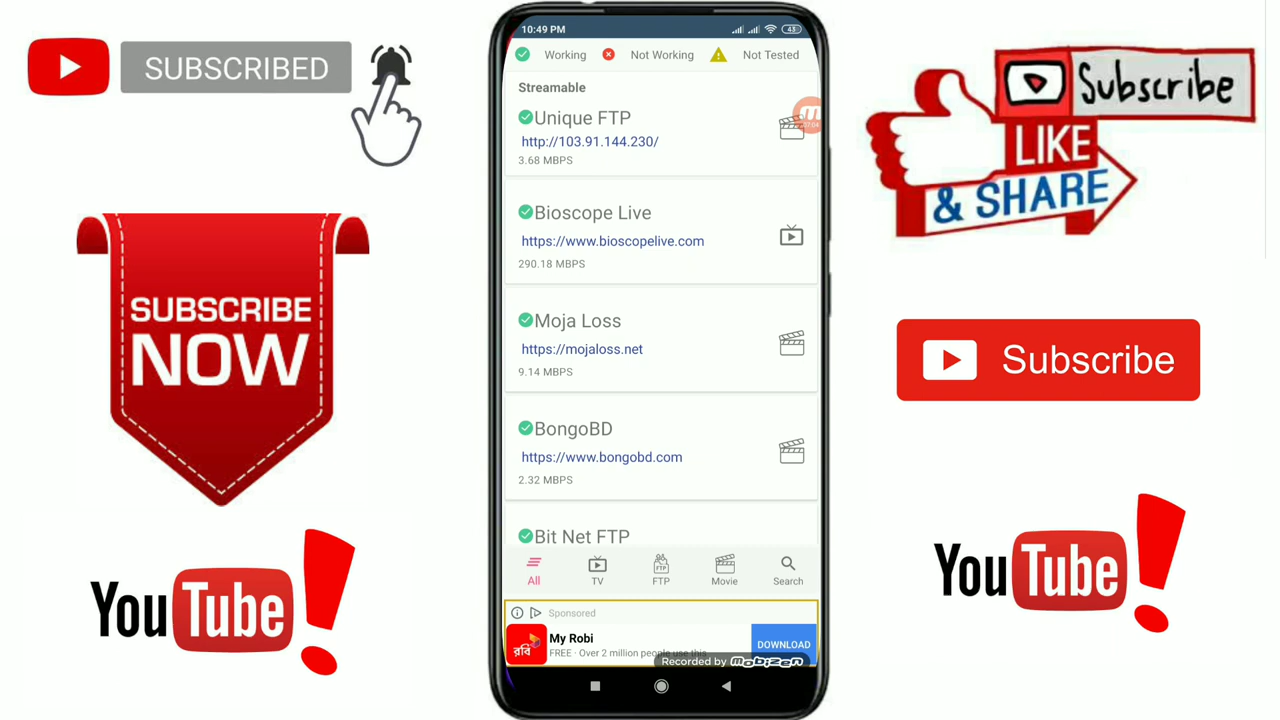 SUBSCRIBED
SUBSCRIBE
NOW
YouTube!
10:49 PM
43
Working
Not Working
Not Tested
Streamable
Unique FTP
http://103.91.144.230/
3.68 MBPS
Bioscope Live
https://www.bioscopelive.com
290.18 MBPS
Moja Loss
https://mojaloss.net
9.14 MBPS
BongoBD
https://www.bongobd.com
2.32 MBPS
Bit Net FTP
All
TV
FTP
Movie
Search
Sponsored
রবি
My Robi
FREE · Over 2 million people use this
DOWNLOAD
Recorded by mobizen
Subscribe
LIKE
& SHARE
Subscribe
YouTube!